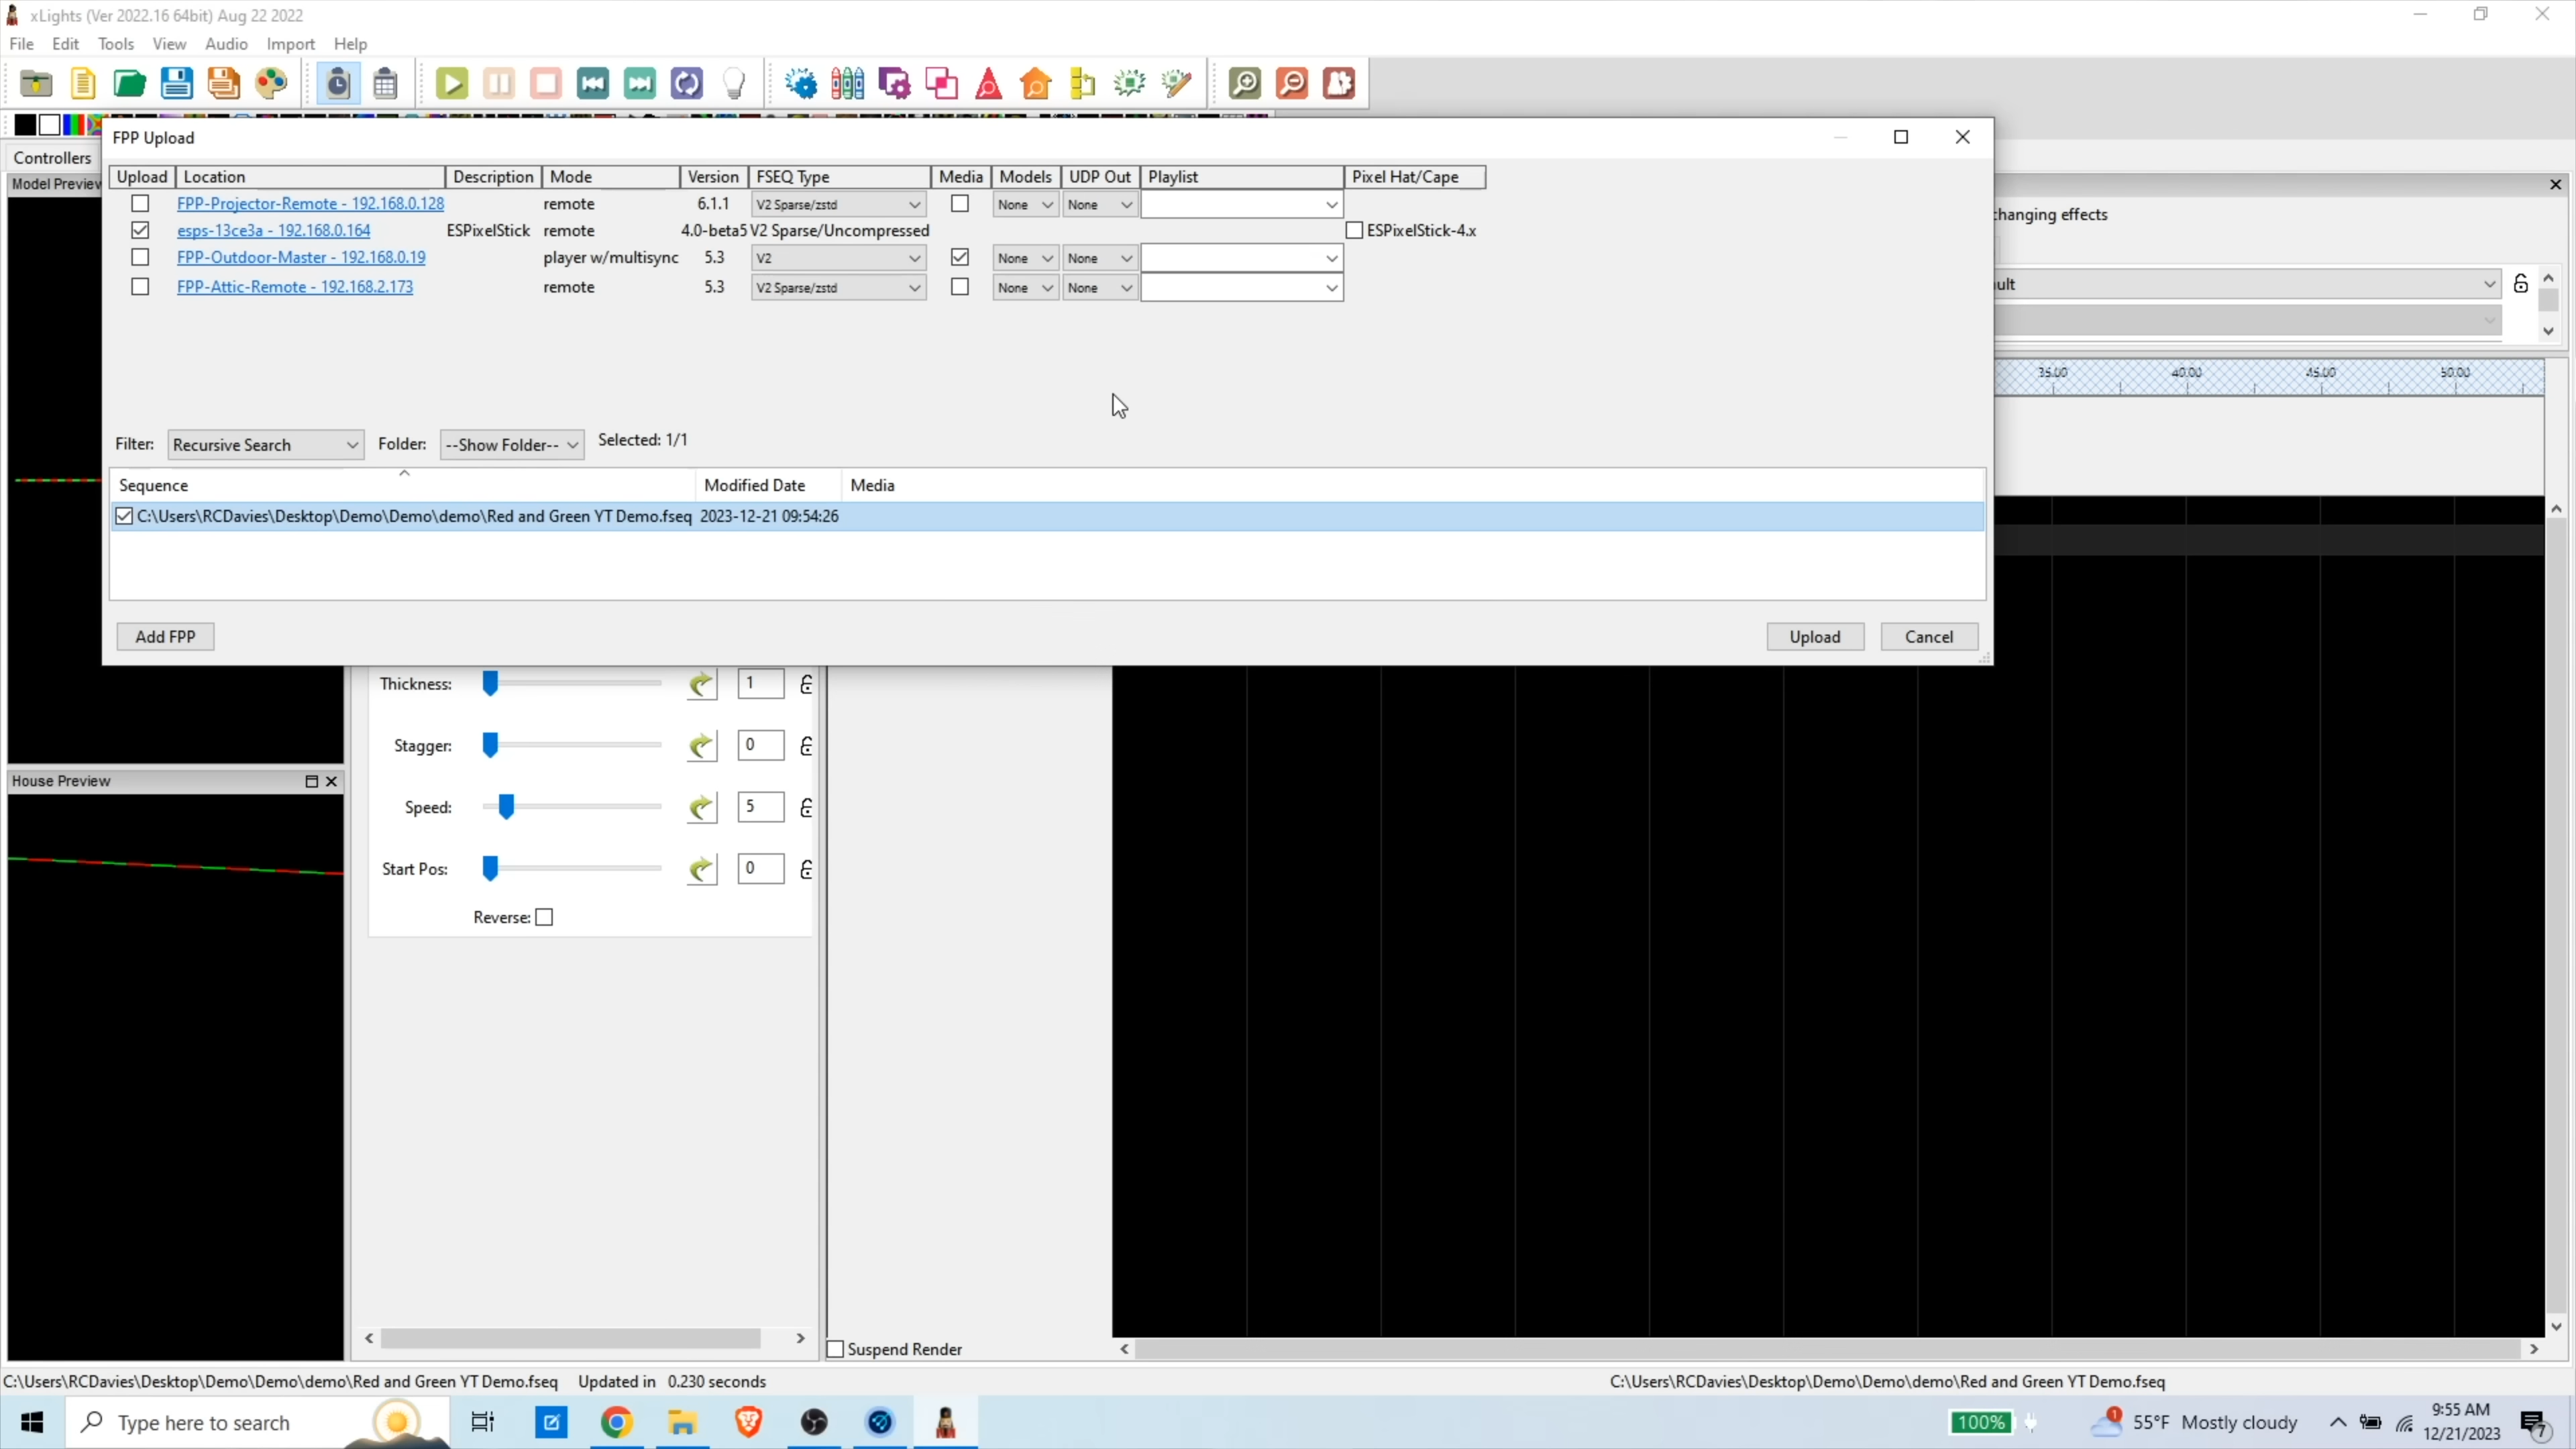 xLights (Ver 2022.16 64bit) Aug 22 2022
File Edit Tools View Audio Import Help
Controllers
Model Preview
FPP Upload
Upload Location Description Mode Version FSEQ Type Media Models UDP Out Playlist Pixel Hat/Cape
FPP-Projector-Remote - 192.168.0.128 remote 6.1.1 V2 Sparse/zstd None None
esps-13ce3a - 192.168.0.164 ESPixelStick remote 4.0-beta5 V2 Sparse/Uncompressed ESPixelStick-4.x
FPP-Outdoor-Master - 192.168.0.19 player w/multisync 5.3 V2 None None
FPP-Attic-Remote - 192.168.2.173 remote 5.3 V2 Sparse/zstd None None
changing effects
35.00 40.00 45.00 50.00
Filter: Recursive Search Folder: --Show Folder-- Selected: 1/1
Sequence Modified Date Media
C:\Users\RCDavies\Desktop\Demo\Demo\demo\Red and Green YT Demo.fseq 2023-12-21 09:54:26
Add FPP Upload Cancel
Thickness: 1
Stagger: 0
House Preview
Speed: 5
Start Pos: 0
Reverse:
Suspend Render
C:\Users\RCDavies\Desktop\Demo\Demo\demo\Red and Green YT Demo.fseq Updated in 0.230 seconds C:\Users\RCDavies\Desktop\Demo\Demo\demo\Red and Green YT Demo.fseq
Type here to search
100%
1
55°F Mostly cloudy
9:55 AM
12/21/2023
7